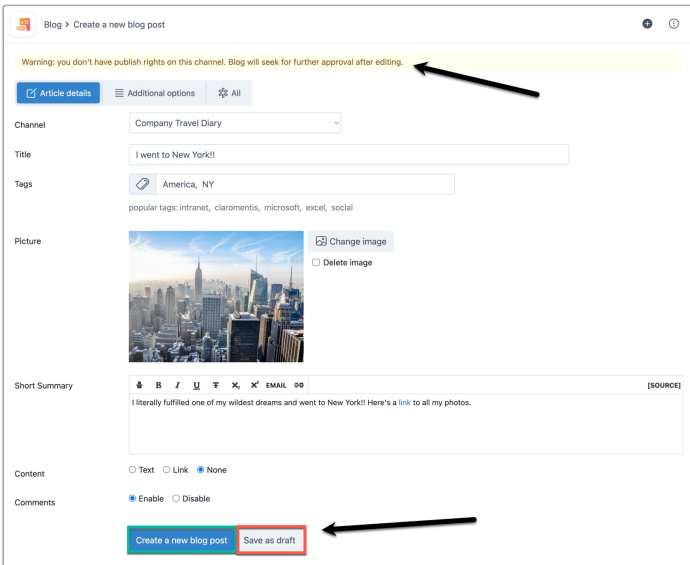 Blog > Create a new blog post
Warning: you don't have publish rights on this channel. Blog will seek for further approval after editing.
Article details Additional options All
Channel Company Travel Diary
Title I went to New York!!
Tags America, NY
popular tags: intranet, claromentis, microsoft, excel, social
Picture Change image
Delete image
Short Summary B I U T X, X² EMAIL [SOURCE]
I literally fulfilled one of my wildest dreams and went to New York!! Here's a link to all my photos.
Content Text Link None
Comments Enable Disable
Create a new blog post Save as draft